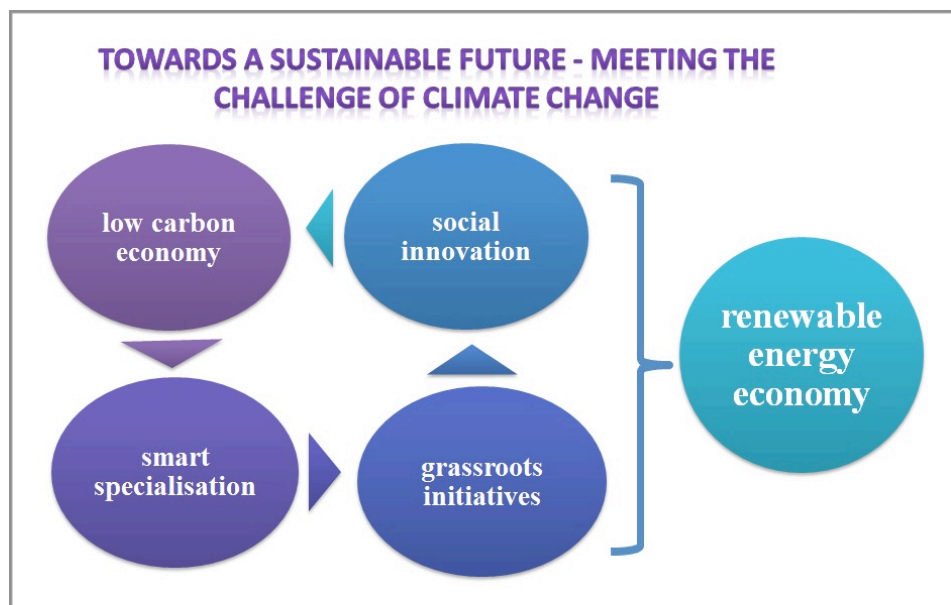 TOWARDS A SUSTAINABLE FUTURE - MEETING THE
CHALLENGE OF CLIMATE CHANGE
low carbon
economy
social
innovation
renewable
energy
economy
smart
specialisation
grassroots
initiatives